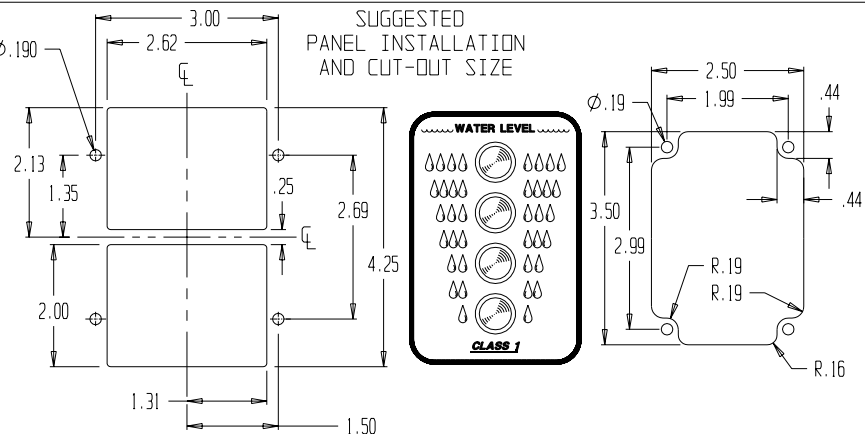 SUGGESTED
PANEL INSTALLATION
AND CUT-OUT SIZE
3.00
2.62
Ø.190
℄
2.13
1.35
.25
2.69
℄
4.25
2.00
1.31
1.50
WATER LEVEL
CLASS 1
2.50
Ø.19
1.99
.44
3.50
2.99
.44
R.19
R.19
R.16